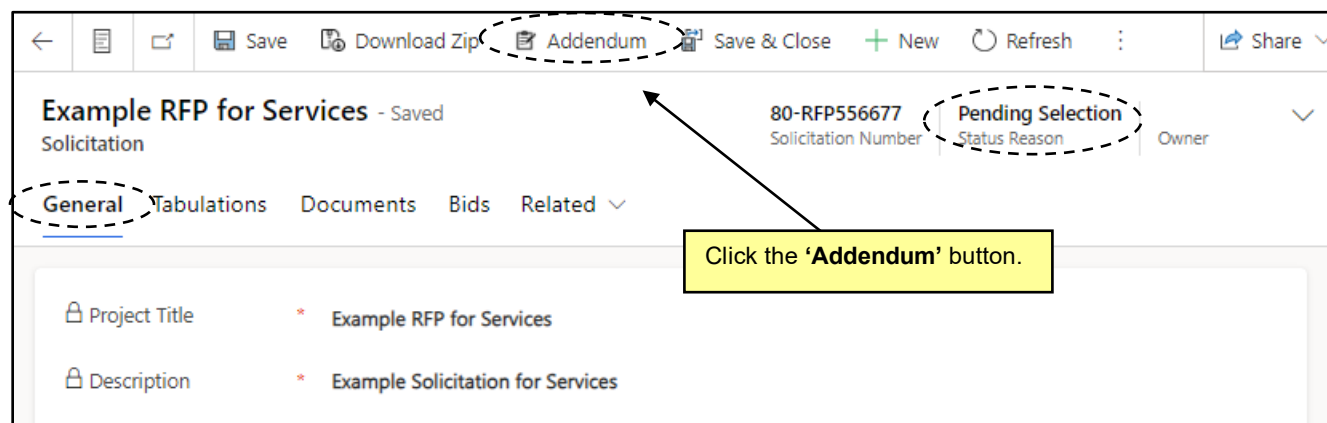 Save Download Zip Addendum Save & Close + New Refresh Share
Example RFP for Services - Saved
Solicitation
80-RFP556677
Solicitation Number
Pending Selection
Status Reason
Owner
General Tabulations Documents Bids Related
Click the ‘Addendum’ button.
Project Title * Example RFP for Services
Description * Example Solicitation for Services